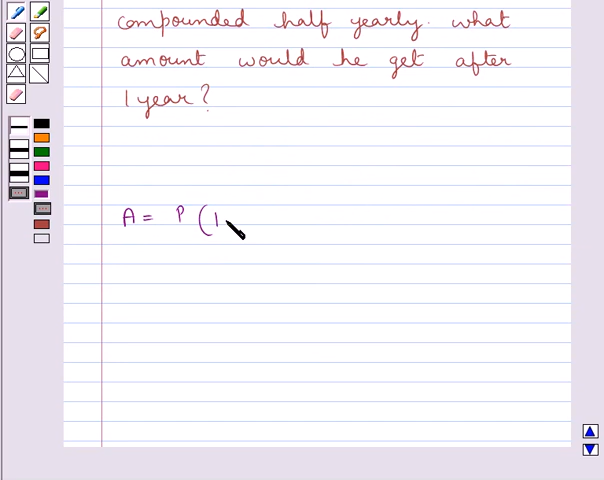 compounded half yearly. what
amount would he get after
1 year?
A = P (1